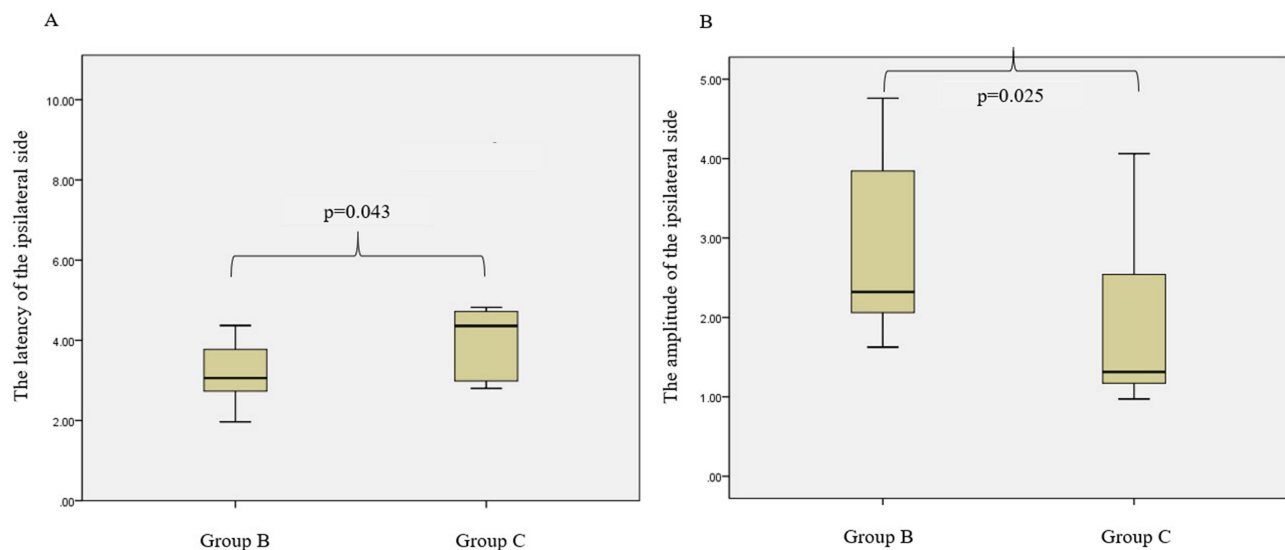 A
The latency of the ipsilateral side
10.00
8.00
6.00
4.00
2.00
.00
p=0.043
Group B
Group C
B
The amplitude of the ipsilateral side
5.00
4.00
3.00
2.00
1.00
.00
p=0.025
Group B
Group C